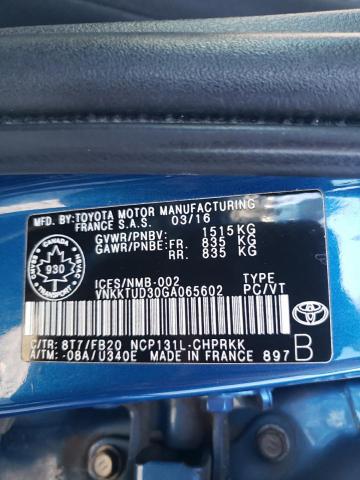 MFD. BY:TOYOTA MOTOR MANUFACTURING
FRANCE S.A.S. 03/16
GVWR/PNBV: 1515KG
GAWR/PNBE:FR. 835 KG
RR. 835 KG
CANADA
930
ICES/NMB-002 TYPE
VNKKTUD30GA065602 PC/VT
C/TR: 8T7/FB20 NCP131L-CHPRKK
A/TM: -08A/U340E MADE IN FRANCE 897 B